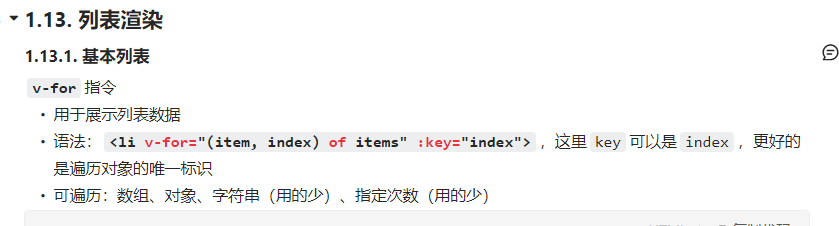 1.13. 列表渲染
1.13.1. 基本列表
v-for 指令
• 用于展示列表数据
• 语法：<li v-for="(item, index) of items" :key="index">，这里 key 可以是 index，更好的
是遍历对象的唯一标识
• 可遍历：数组、对象、字符串（用的少）、指定次数（用的少）